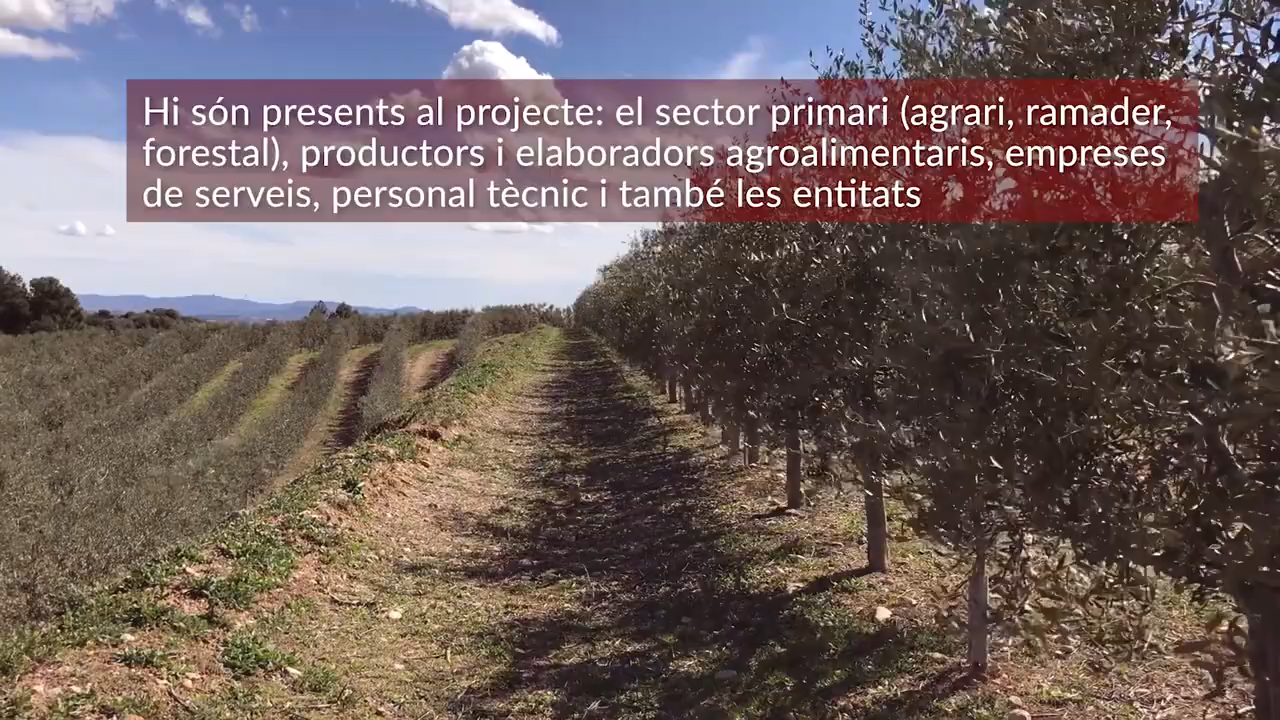 Hi són presents al projecte: el sector primari (agrari, ramader,
forestal), productors i elaboradors agroalimentaris, empreses
de serveis, personal tècnic i també les entitats